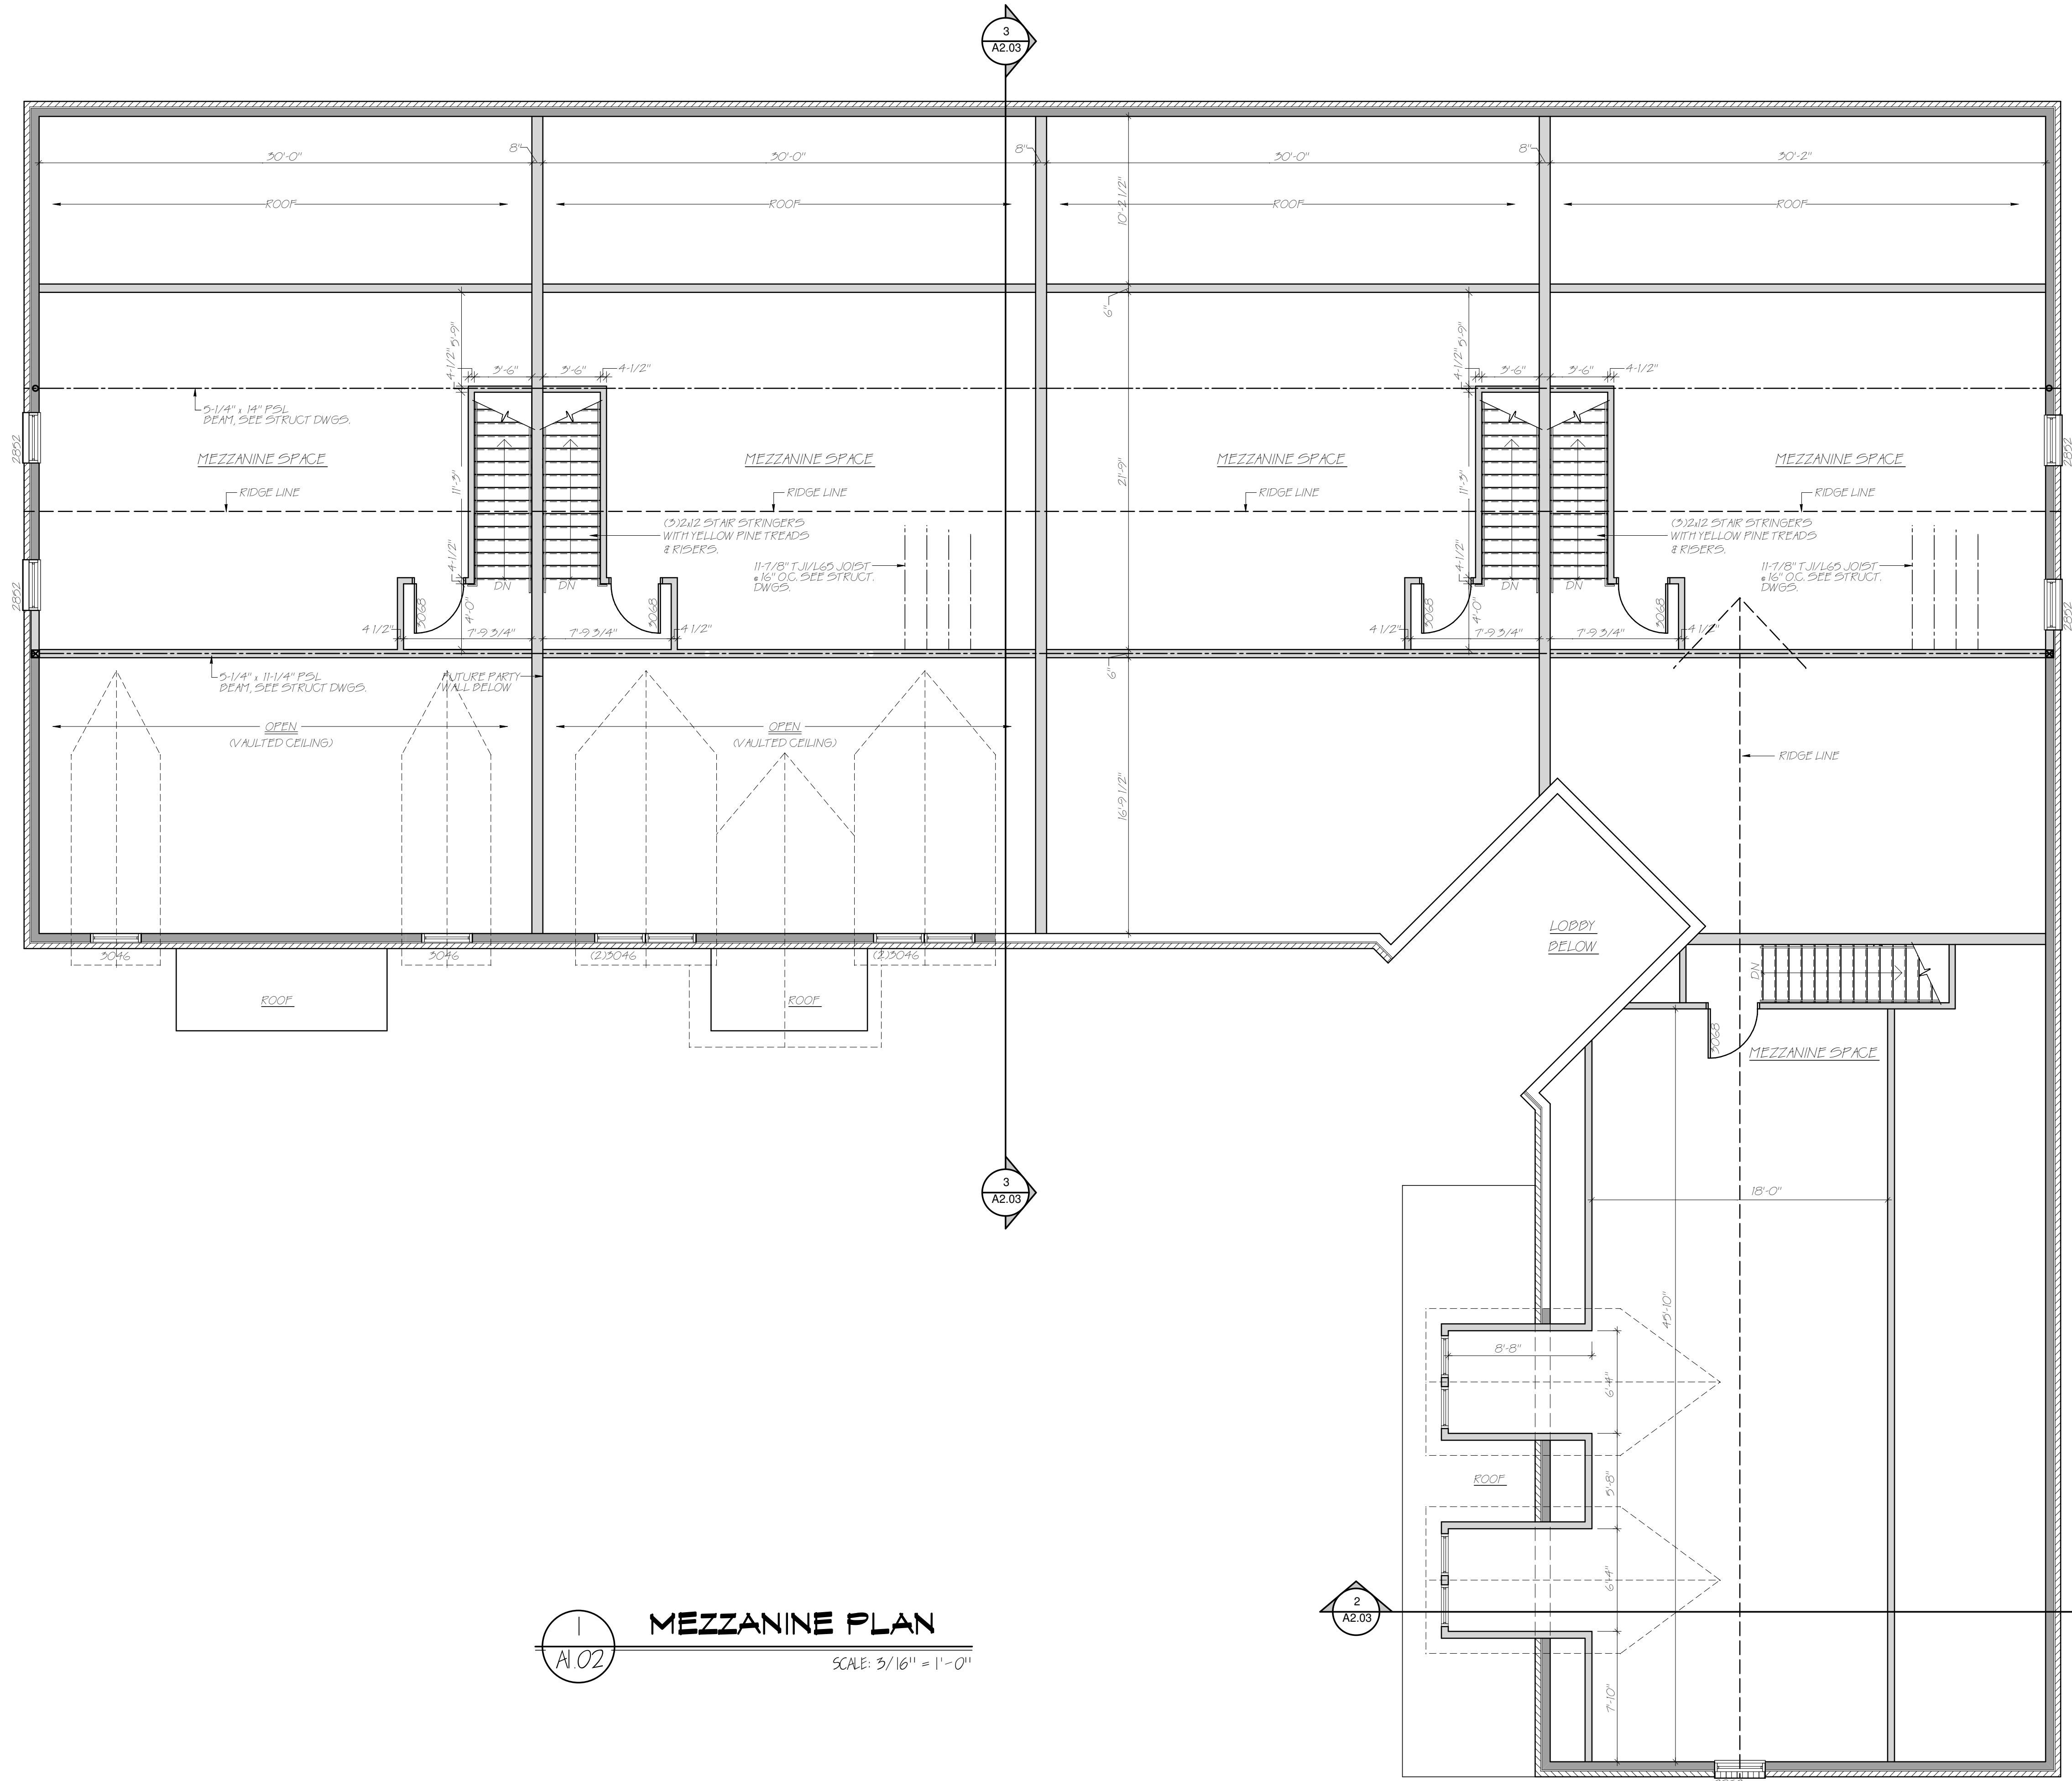 3
A2.03
30'-0"
8"
30'-0"
8"
30'-0"
8"
30'-2"
ROOF
ROOF
ROOF
ROOF
10'-2 1/2"
6"
5'-9"
4-1/2"
3'-6"
3'-6"
4-1/2"
5'-9"
4-1/2"
3'-6"
3'-6"
4-1/2"
5-1/4" x 14" PSL
BEAM, SEE STRUCT DWGS.
2852
2852
MEZZANINE SPACE
MEZZANINE SPACE
MEZZANINE SPACE
MEZZANINE SPACE
11'-3"
21'-9"
11'-3"
RIDGE LINE
RIDGE LINE
RIDGE LINE
RIDGE LINE
(3)2x12 STAIR STRINGERS
WITH YELLOW PINE TREADS
& RISERS.
(3)2x12 STAIR STRINGERS
WITH YELLOW PINE TREADS
& RISERS.
11-7/8" TJI/L65 JOIST
@ 16" O.C. SEE STRUCT.
DWGS.
11-7/8" TJI/L65 JOIST
@ 16" O.C. SEE STRUCT.
DWGS.
2852
2852
4-1/2"
DN
DN
4-1/2"
DN
DN
3068
4'-0"
3068
3068
4'-0"
3068
4 1/2"
7'-9 3/4"
7'-9 3/4"
4 1/2"
4 1/2"
7'-9 3/4"
7'-9 3/4"
4 1/2"
6"
5-1/4" x 11-1/4" PSL
BEAM, SEE STRUCT DWGS.
FUTURE PARTY
WALL BELOW
OPEN
(VAULTED CEILING)
OPEN
(VAULTED CEILING)
RIDGE LINE
16'-9 1/2"
LOBBY
BELOW
3046
3046
(2)3046
(2)3046
ROOF
ROOF
DN
3068
MEZZANINE SPACE
3
A2.03
18'-0"
45'-10"
8'-8"
6'-4"
ROOF
5'-8"
6'-4"
2
A2.03
7'-10"
1
A1.02
MEZZANINE PLAN
SCALE: 3/16" = 1'-0"